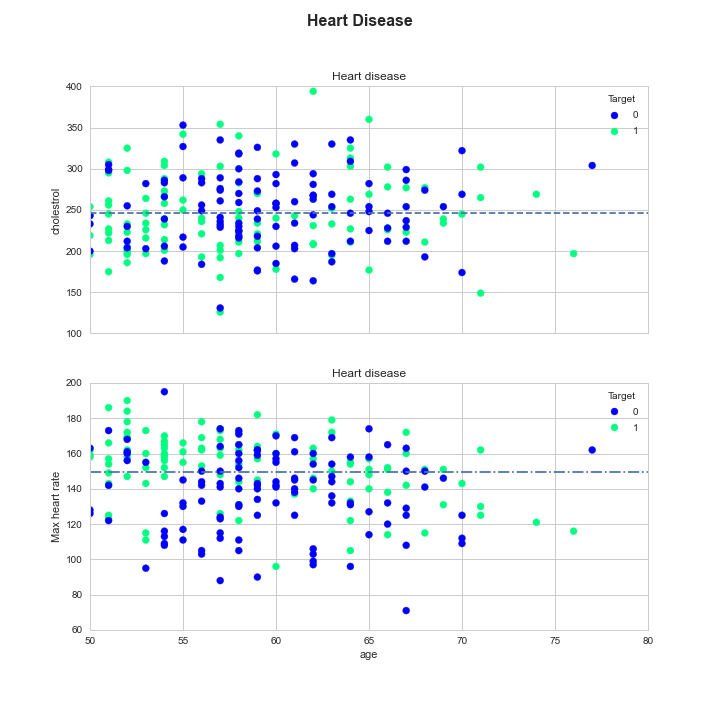 Heart Disease
Heart disease
400
350
300
250
200
150
100
cholestrol
Target
0
1
Heart disease
200
180
160
140
120
100
80
60
Max heart rate
Target
0
1
50 55 60 65 70 75 80
age